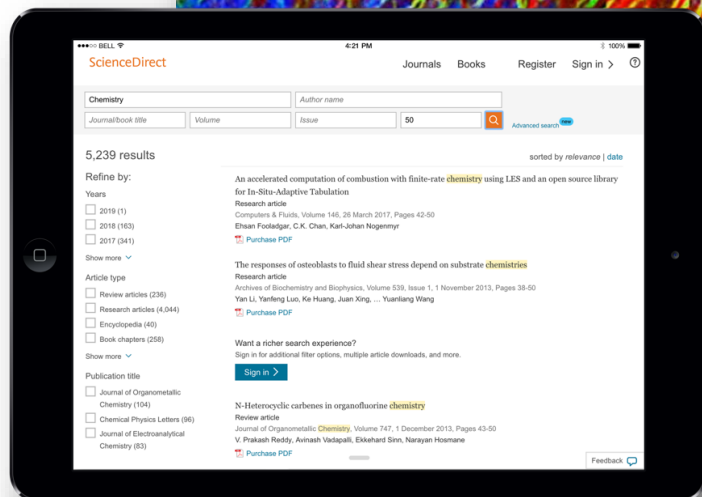 BELL
4:21 PM
100%
ScienceDirect
Journals Books Register Sign in > ?
Chemistry
Author name
Journal/book title
Volume
Issue
50
Advanced search new
5,239 results
sorted by relevance | date
Refine by:
Years
2019 (1)
2018 (163)
2017 (341)
Show more
Article type
Review articles (236)
Research articles (4,044)
Encyclopedia (40)
Book chapters (258)
Show more
Publication title
Journal of Organometallic
Chemistry (104)
Chemical Physics Letters (96)
Journal of Electroanalytical
Chemistry (83)
An accelerated computation of combustion with finite-rate chemistry using LES and an open source library
for In-Situ-Adaptive Tabulation
Research article
Computers & Fluids, Volume 146, 26 March 2017, Pages 42-50
Ehsan Fooladgar, C.K. Chan, Karl-Johan Nogenmyr
Purchase PDF
The responses of osteoblasts to fluid shear stress depend on substrate chemistries
Research article
Archives of Biochemistry and Biophysics, Volume 539, Issue 1, 1 November 2013, Pages 38-50
Yan Li, Yanfeng Luo, Ke Huang, Juan Xing, ... Yuanliang Wang
Purchase PDF
Want a richer search experience?
Sign in for additional filter options, multiple article downloads, and more.
Sign in >
N-Heterocyclic carbenes in organofluorine chemistry
Review article
Journal of Organometallic Chemistry, Volume 747, 1 December 2013, Pages 43-50
V. Prakash Reddy, Avinash Vadapalli, Ekkehard Sinn, Narayan Hosmane
Purchase PDF
Feedback